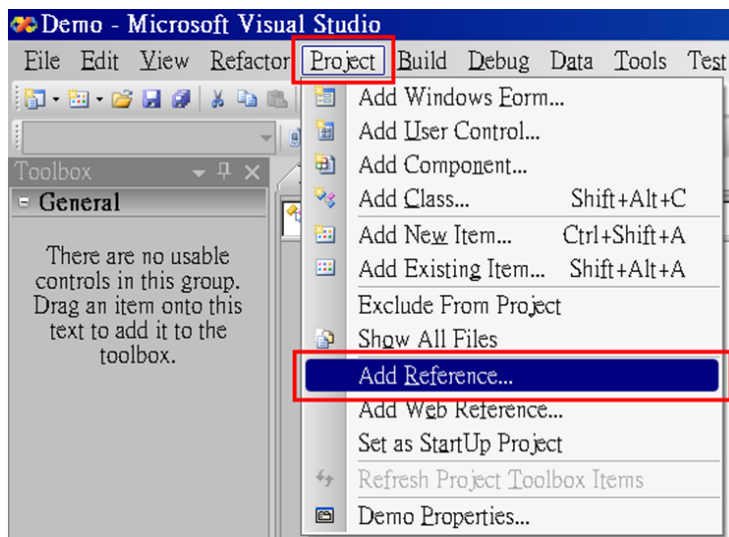 Demo - Microsoft Visual Studio
File Edit View Refactor Project Build Debug Data Tools Test
Toolbox
General
There are no usable
controls in this group.
Drag an item onto this
text to add it to the
toolbox.
Add Windows Form...
Add User Control...
Add Component...
Add Class... Shift+Alt+C
Add New Item... Ctrl+Shift+A
Add Existing Item... Shift+Alt+A
Exclude From Project
Show All Files
Add Reference...
Add Web Reference...
Set as StartUp Project
Refresh Project Toolbox Items
Demo Properties...